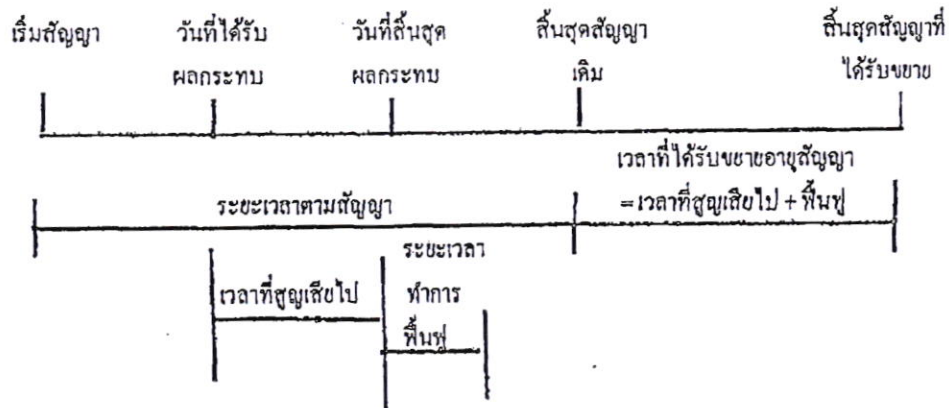 เริ่มสัญญา วันที่ได้รับ วันที่สิ้นสุด สิ้นสุดสัญญา สิ้นสุดสัญญาที่
ผลกระทบ ผลกระทบ เดิม ได้รับขยาย
เวลาที่ได้รับขยายอายุสัญญา
ระยะเวลาตามสัญญา =เวลาที่สูญเสียไป + ฟื้นฟู
ระยะเวลา
เวลาที่สูญเสียไป ทำการ
ฟื้นฟู